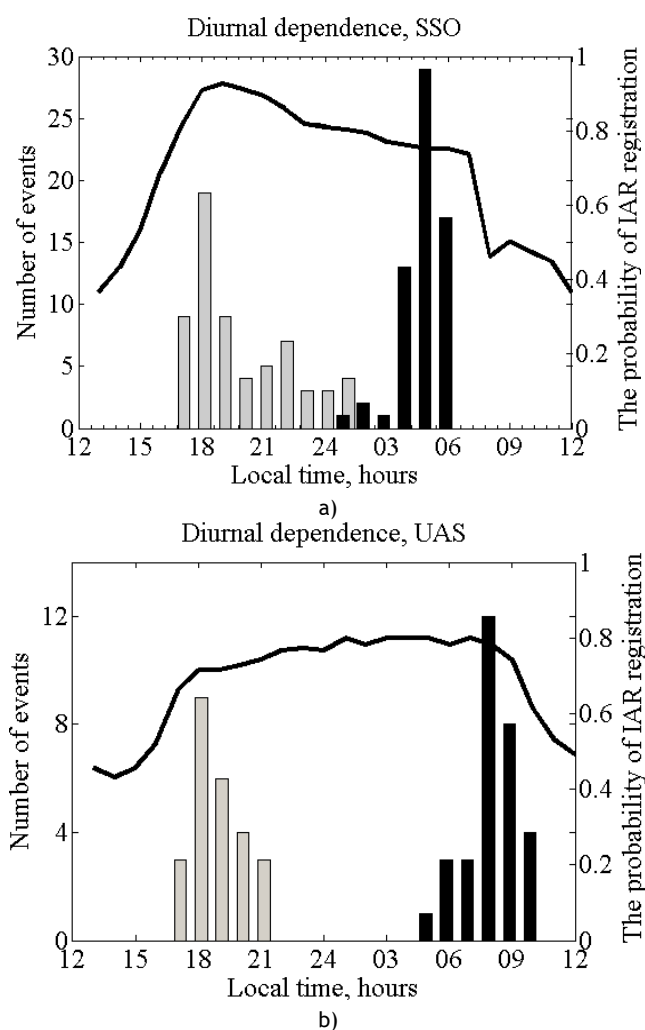 Diurnal dependence, SSO
30
25
20
15
10
5
0
Number of events
1
0.8
0.6
0.4
0.2
0
The probability of IAR registration
12 15 18 21 24 03 06 09 12
Local time, hours
a)
Diurnal dependence, UAS
12
8
4
0
Number of events
1
0.8
0.6
0.4
0.2
0
The probability of IAR registration
12 15 18 21 24 03 06 09 12
Local time, hours
b)